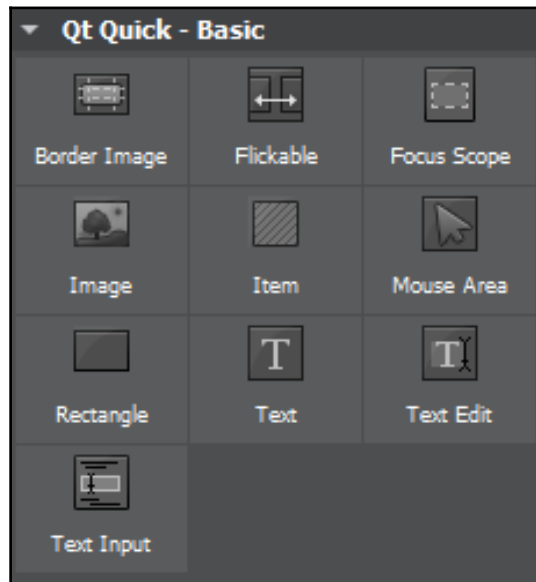 Qt Quick - Basic
Border Image
Flickable
Focus Scope
Image
Item
Mouse Area
Rectangle
Text
Text Edit
Text Input